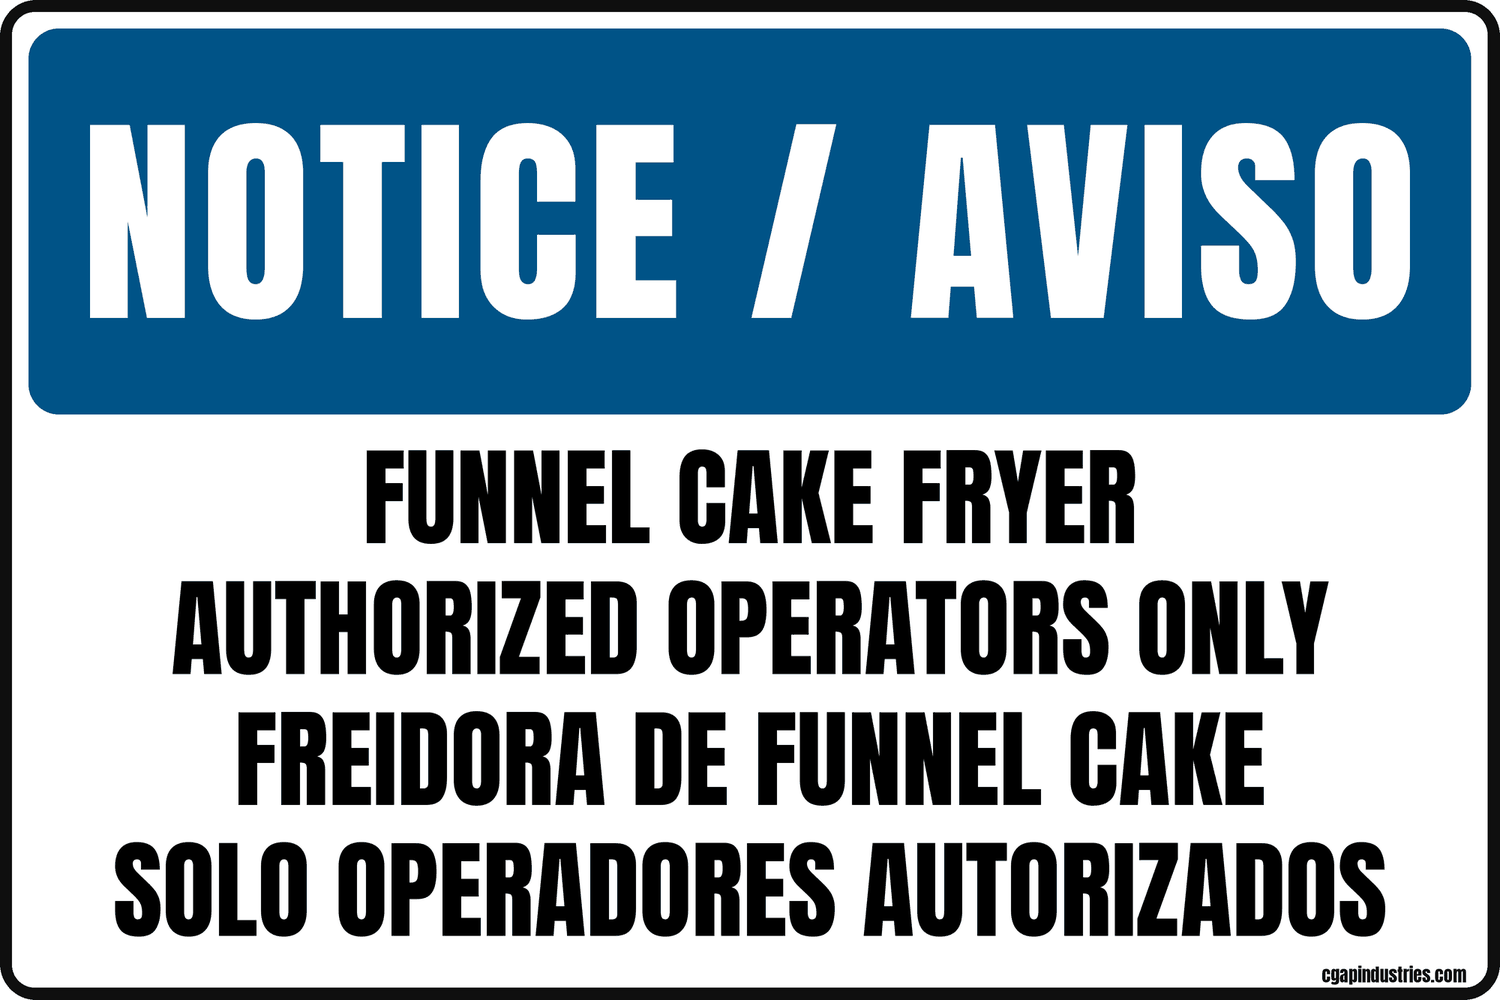 NOTICE / AVISO
FUNNEL CAKE FRYER
AUTHORIZED OPERATORS ONLY
FREIDORA DE FUNNEL CAKE
SOLO OPERADORES AUTORIZADOS
cgapindustries.com